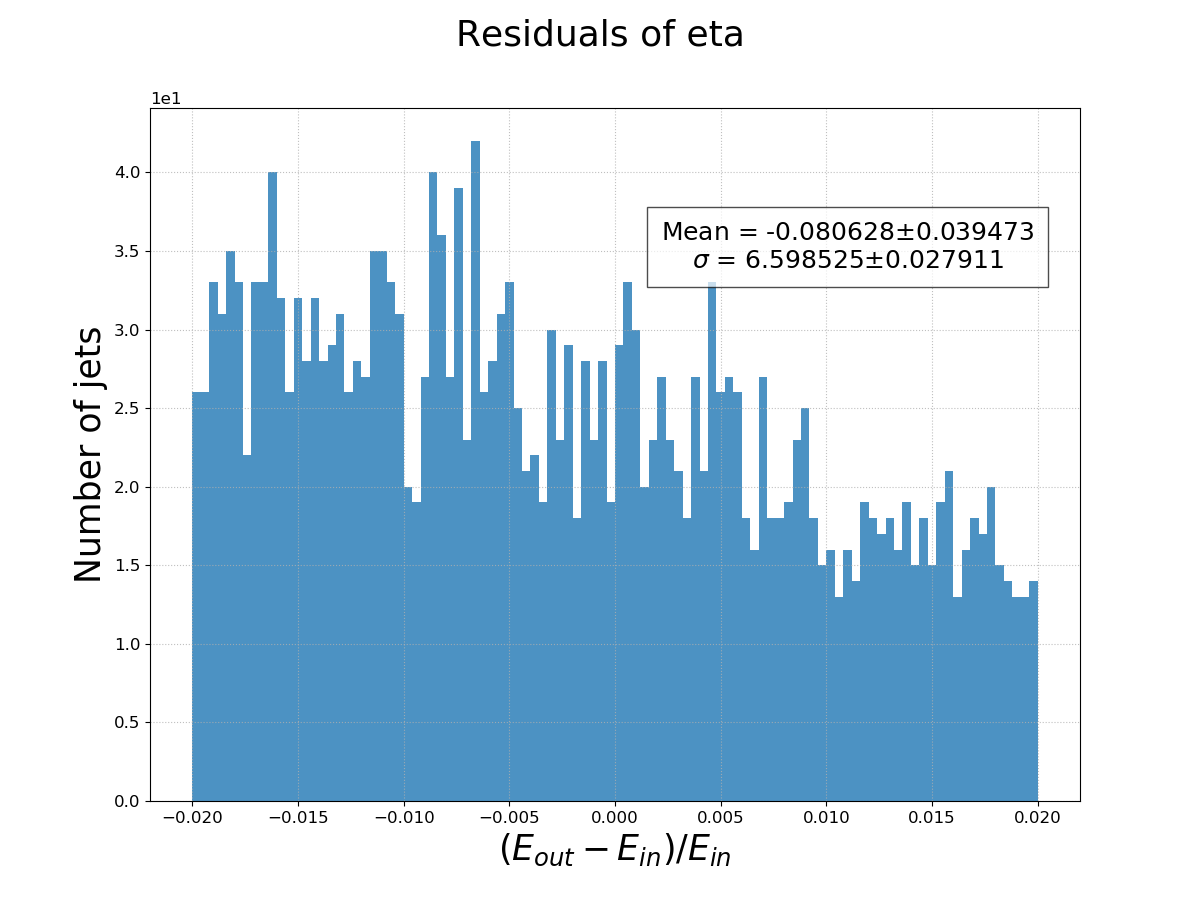 Residuals of eta
1e1
4.0
3.5
3.0
2.5
2.0
1.5
1.0
0.5
0.0
Number of jets
Mean = -0.080628±0.039473
σ = 6.598525±0.027911
−0.020 −0.015 −0.010 −0.005 0.000 0.005 0.010 0.015 0.020
(E_out − E_in)/E_in